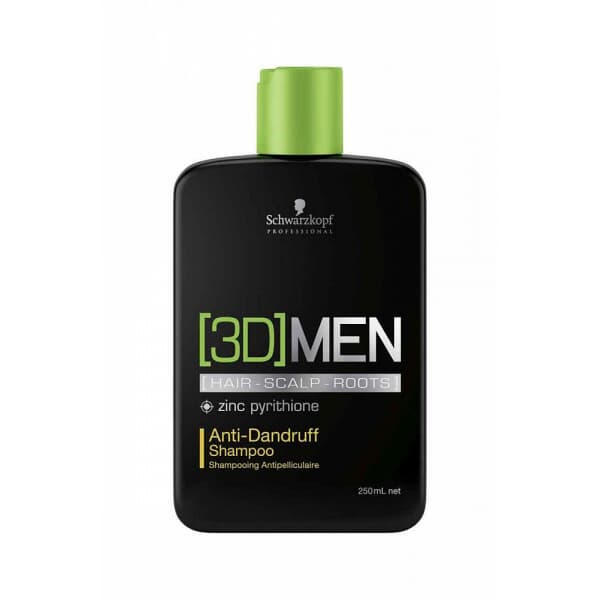 Schwarzkopf
PROFESSIONAL
[3D]MEN
[HAIR-SCALP-ROOTS]
zinc pyrithione
Anti-Dandruff
Shampoo
Shampooing Antipelliculaire
250mL net